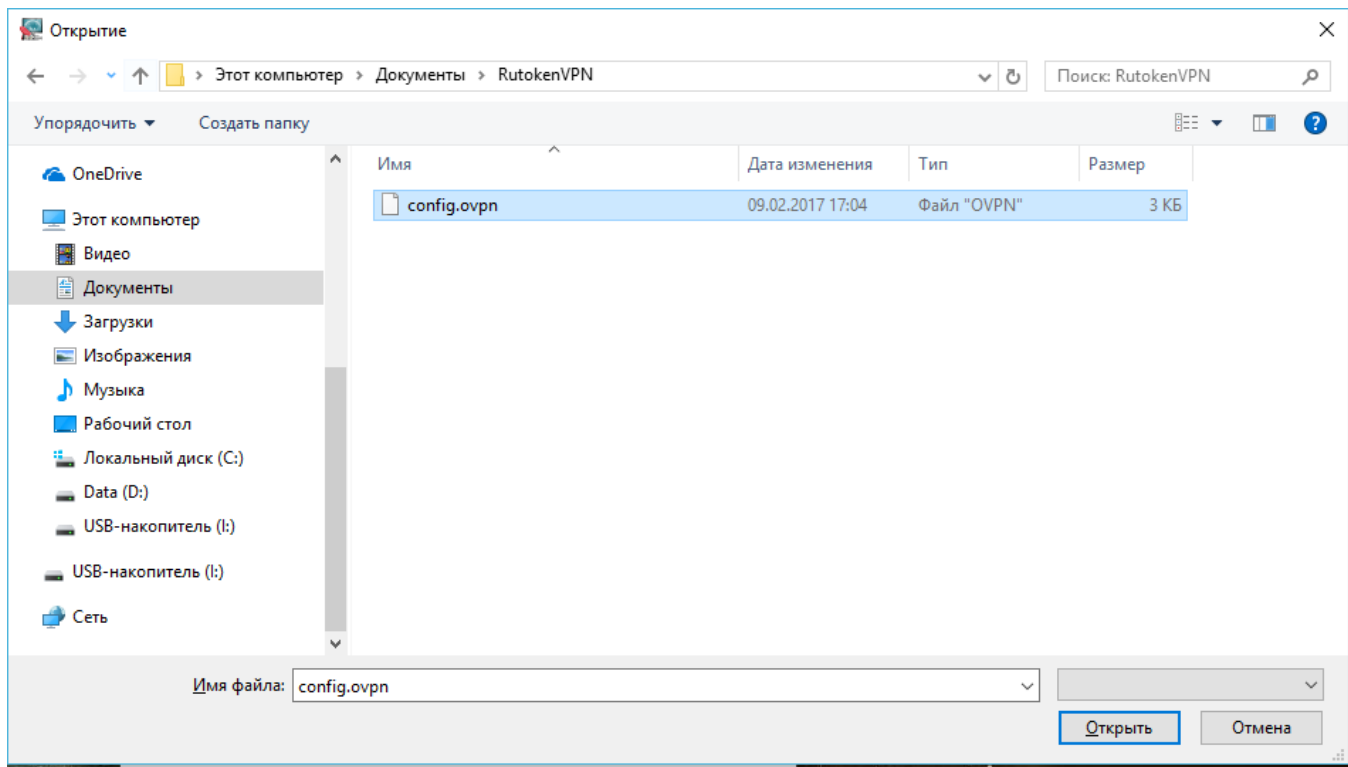 Открытие
Этот компьютер > Документы > RutokenVPN
Поиск: RutokenVPN
Упорядочить
Создать папку
OneDrive
Этот компьютер
Видео
Документы
Загрузки
Изображения
Музыка
Рабочий стол
Локальный диск (C:)
Data (D:)
USB-накопитель (I:)
USB-накопитель (I:)
Сеть
Имя Дата изменения Тип Размер
config.ovpn 09.02.2017 17:04 Файл "OVPN" 3 КБ
Имя файла: config.ovpn
Открыть Отмена